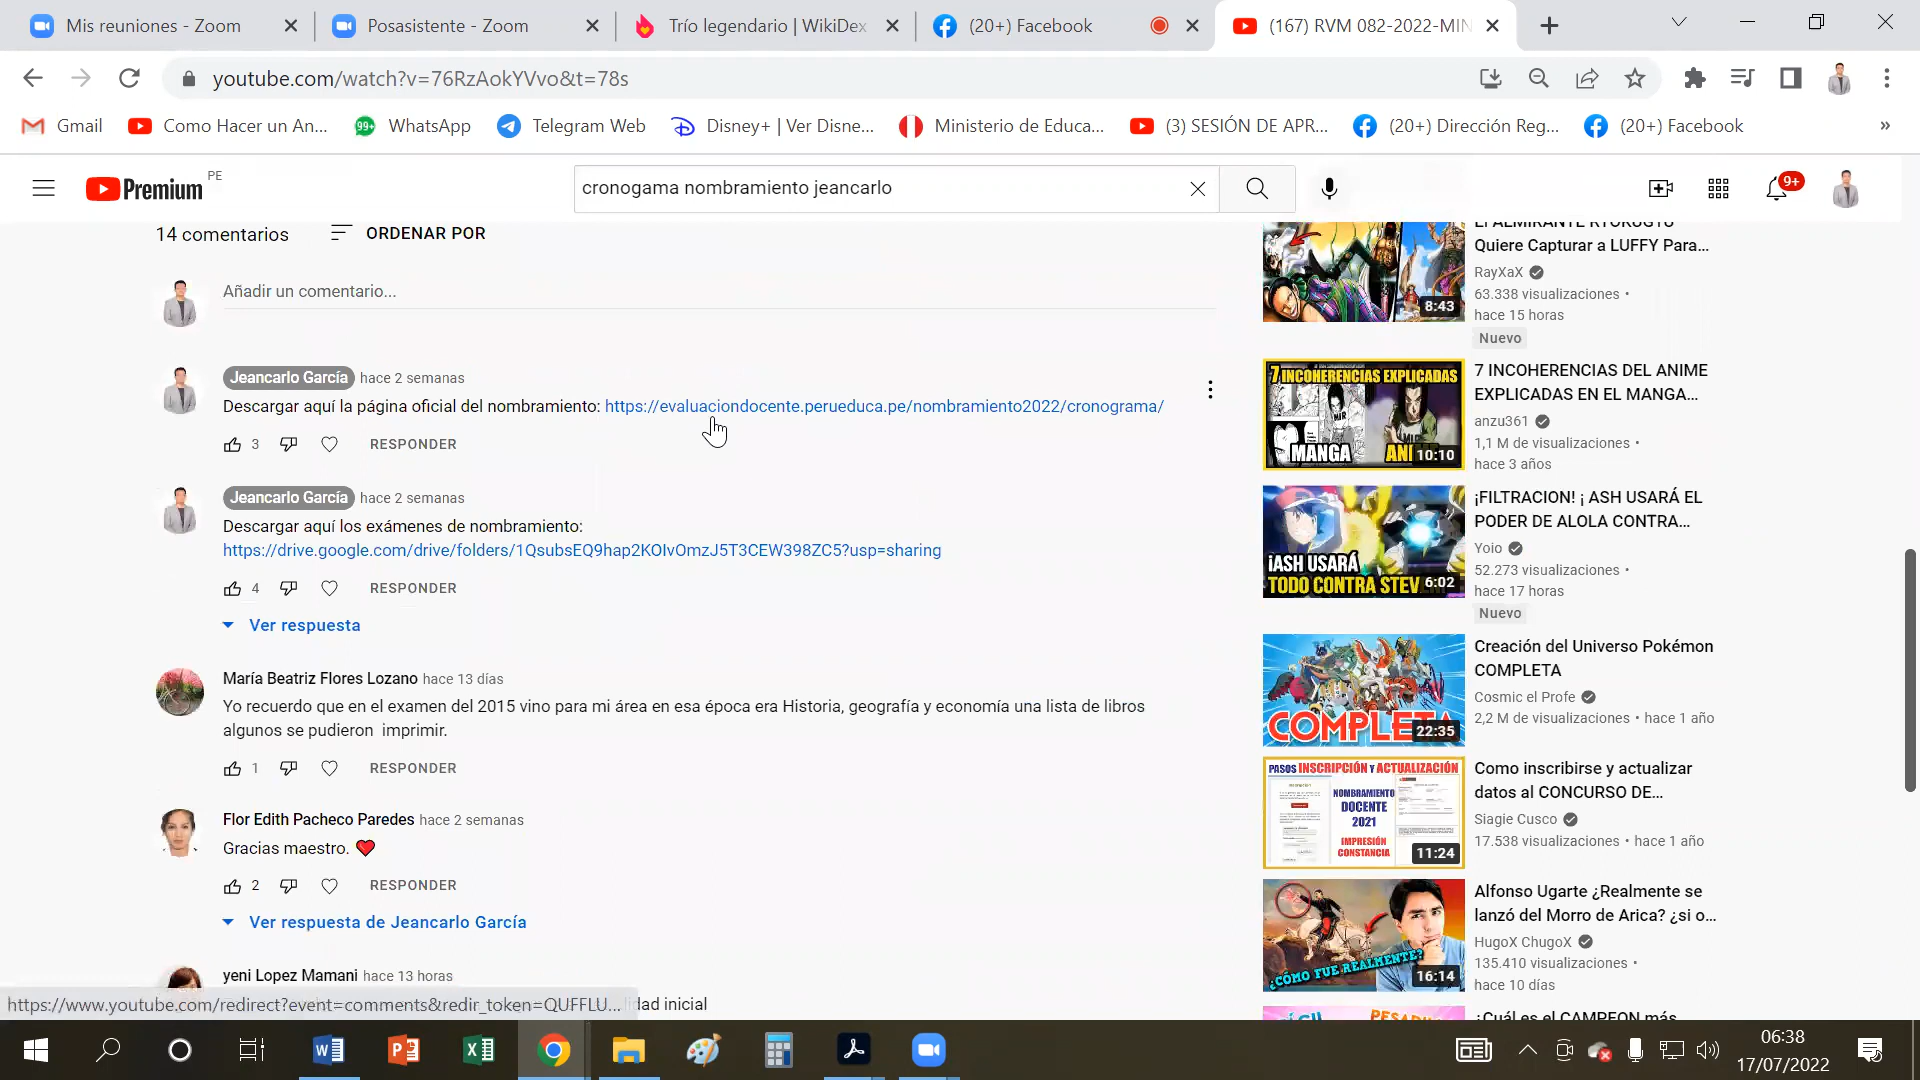 Mis reuniones - Zoom
Posasistente - Zoom
Trío legendario | WikiDex
(20+) Facebook
(167) RVM 082-2022-MIN
youtube.com/watch?v=76RzAokYVvo&t=78s
Gmail
Como Hacer un An...
99+
WhatsApp
Telegram Web
Disney+ | Ver Disne...
Ministerio de Educa...
(3) SESIÓN DE APR...
(20+) Dirección Reg...
(20+) Facebook
»
Premium PE
cronogama nombramiento jeancarlo
9+
14 comentarios
ORDENAR POR
Añadir un comentario...
Jeancarlo García hace 2 semanas
Descargar aquí la página oficial del nombramiento: https://evaluaciondocente.perueduca.pe/nombramiento2022/cronograma/
3 RESPONDER
Jeancarlo García hace 2 semanas
Descargar aquí los exámenes de nombramiento:
https://drive.google.com/drive/folders/1QsubsEQ9hap2KOIvOmzJ5T3CEW398ZC5?usp=sharing
4 RESPONDER
Ver respuesta
María Beatriz Flores Lozano hace 13 días
Yo recuerdo que en el examen del 2015 vino para mi área en esa época era Historia, geografía y economía una lista de libros
algunos se pudieron imprimir.
1 RESPONDER
Flor Edith Pacheco Paredes hace 2 semanas
Gracias maestro. ❤️
2 RESPONDER
Ver respuesta de Jeancarlo García
yeni Lopez Mamani hace 13 horas
idad inicial
https://www.youtube.com/redirect?event=comments&redir_token=QUFFLU...
8:43
El ALMIRANTE RYOKUGYU
Quiere Capturar a LUFFY Para...
RayXaX
63.338 visualizaciones •
hace 15 horas
Nuevo
7 INCOHERENCIAS EXPLICADAS
MANGA ANI
10:10
7 INCOHERENCIAS DEL ANIME
EXPLICADAS EN EL MANGA...
anzu361
1,1 M de visualizaciones •
hace 3 años
¡ASH USARÁ
TODO CONTRA STEV
6:02
¡FILTRACION! ¡ ASH USARÁ EL
PODER DE ALOLA CONTRA...
Yoio
52.273 visualizaciones •
hace 17 horas
Nuevo
COMPLETA
22:35
Creación del Universo Pokémon
COMPLETA
Cosmic el Profe
2,2 M de visualizaciones • hace 1 año
PASOS INSCRIPCIÓN Y ACTUALIZACIÓN
NOMBRAMIENTO
DOCENTE
2021
IMPRESIÓN
CONSTANCIA
11:24
Como inscribirse y actualizar
datos al CONCURSO DE...
Siagie Cusco
17.538 visualizaciones • hace 1 año
¿CÓMO FUE REALMENTE?
16:14
Alfonso Ugarte ¿Realmente se
lanzó del Morro de Arica? ¿si o...
HugoX ChugoX
135.410 visualizaciones •
hace 10 días
¿Cuál es el CAMPEON más
06:38
17/07/2022